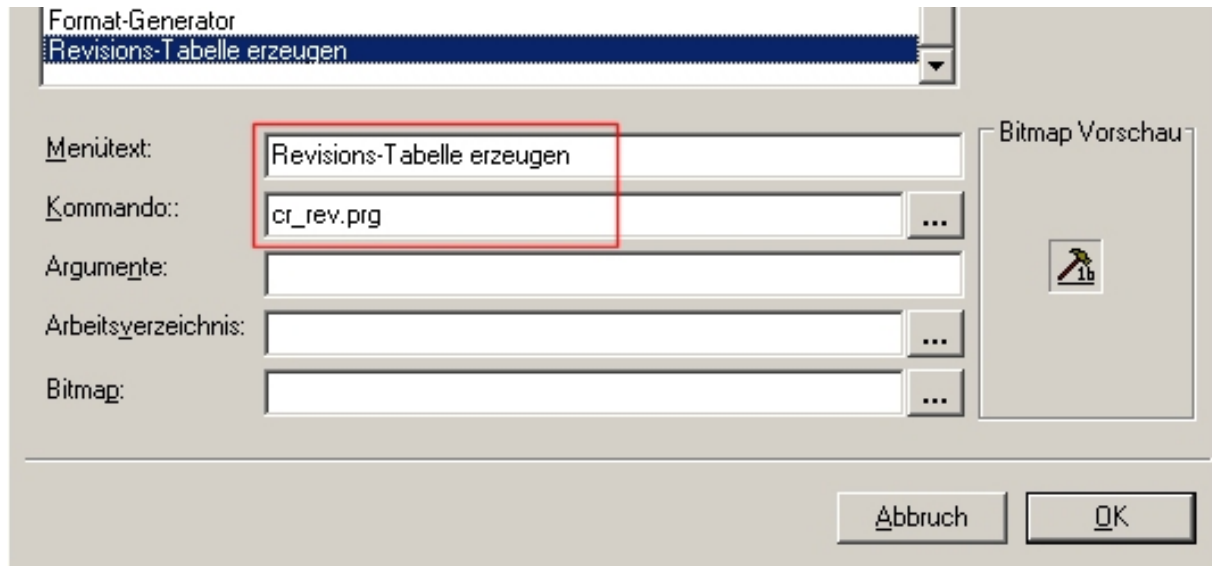 Format-Generator
Revisions-Tabelle erzeugen
Menütext:
Revisions-Tabelle erzeugen
Bitmap Vorschau
Kommando::
cr_rev.prg
...
1b
Argumente:
Arbeitsverzeichnis:
...
Bitmap:
...
Abbruch
OK